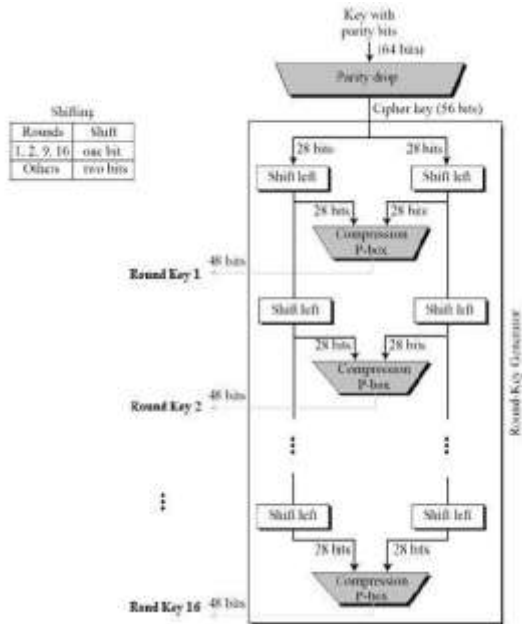 Key with
parity bits
(64 bits)
Parity drop
Cipher key (56 bits)
Shifting
Rounds Shift
1, 2, 9, 16 one bit
Others two bits
28 bits 28 bits
Shift left Shift left
28 bits 28 bits
Compression
P-box
48 bits
Round Key 1
Shift left Shift left
28 bits 28 bits
Compression
P-box
48 bits
Round Key 2
Round-Key Generator
Shift left Shift left
28 bits 28 bits
Compression
P-box
48 bits
Rond Key 16